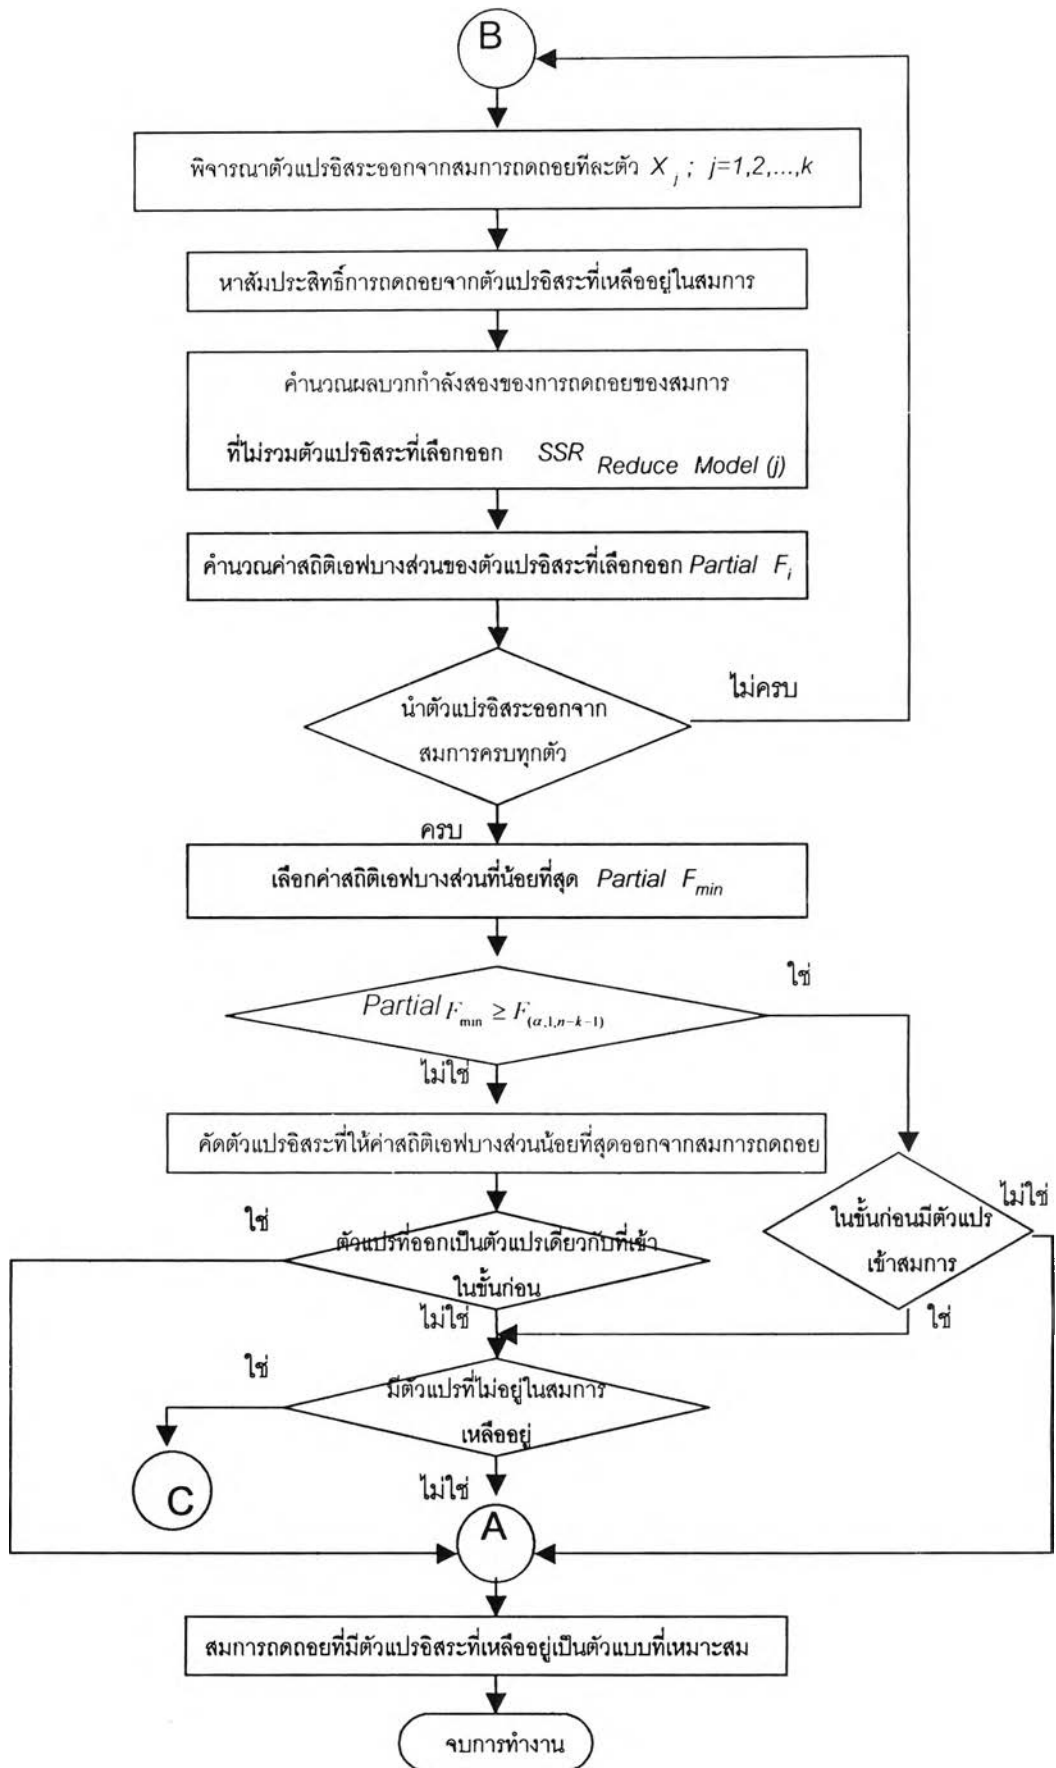 B
พิจารณาตัวแปรอิสระออกจากสมการถดถอยทีละตัว X j ; j=1,2,...,k
หาสัมประสิทธิ์การถดถอยจากตัวแปรอิสระที่เหลืออยู่ในสมการ
คำนวณผลบวกกำลังสองของการถดถอยของสมการ
ที่ไม่รวมตัวแปรอิสระที่เลือกออก SSR Reduce Model (j)
คำนวณค่าสถิติเอฟบางส่วนของตัวแปรอิสระที่เลือกออก Partial F i
ไม่ครบ
นำตัวแปรอิสระออกจาก
สมการครบทุกตัว
ครบ
เลือกค่าสถิติเอฟบางส่วนที่น้อยที่สุด Partial F min
ใช่
Partial F min ≥ F (α,1,n-k-1)
ไม่ใช่
คัดตัวแปรอิสระที่ให้ค่าสถิติเอฟบางส่วนน้อยที่สุดออกจากสมการถดถอย
ใช่
ตัวแปรที่ออกเป็นตัวแปรเดียวกับที่เข้า
ในขั้นก่อน
ไม่ใช่
ในขั้นก่อนมีตัวแปร
เข้าสมการ
ไม่ใช่
ใช่
ใช่
มีตัวแปรที่ไม่อยู่ในสมการ
เหลืออยู่
C
ไม่ใช่
A
สมการถดถอยที่มีตัวแปรอิสระที่เหลืออยู่เป็นตัวแบบที่เหมาะสม
จบการทำงาน